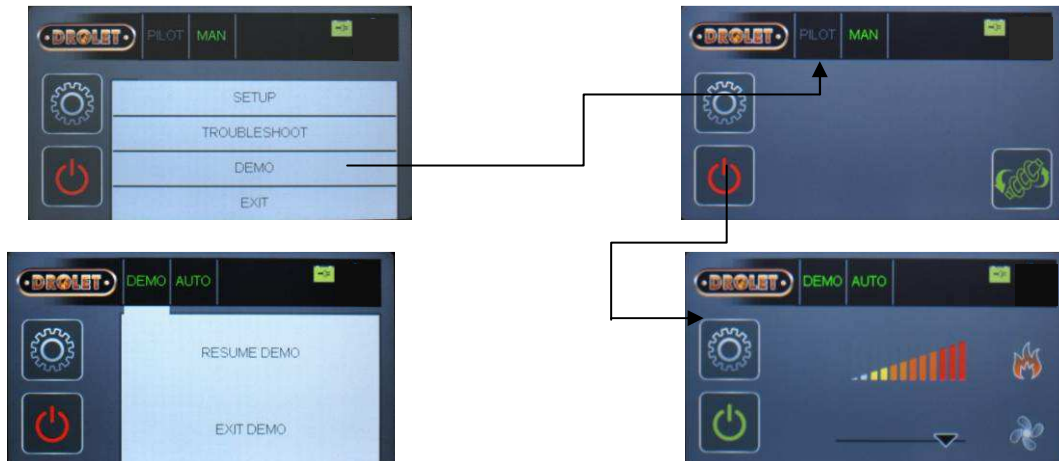 DROLET PILOT MAN
SETUP
TROUBLESHOOT
DEMO
EXIT
DROLET PILOT MAN
DROLET DEMO AUTO
RESUME DEMO
EXIT DEMO
DROLET DEMO AUTO